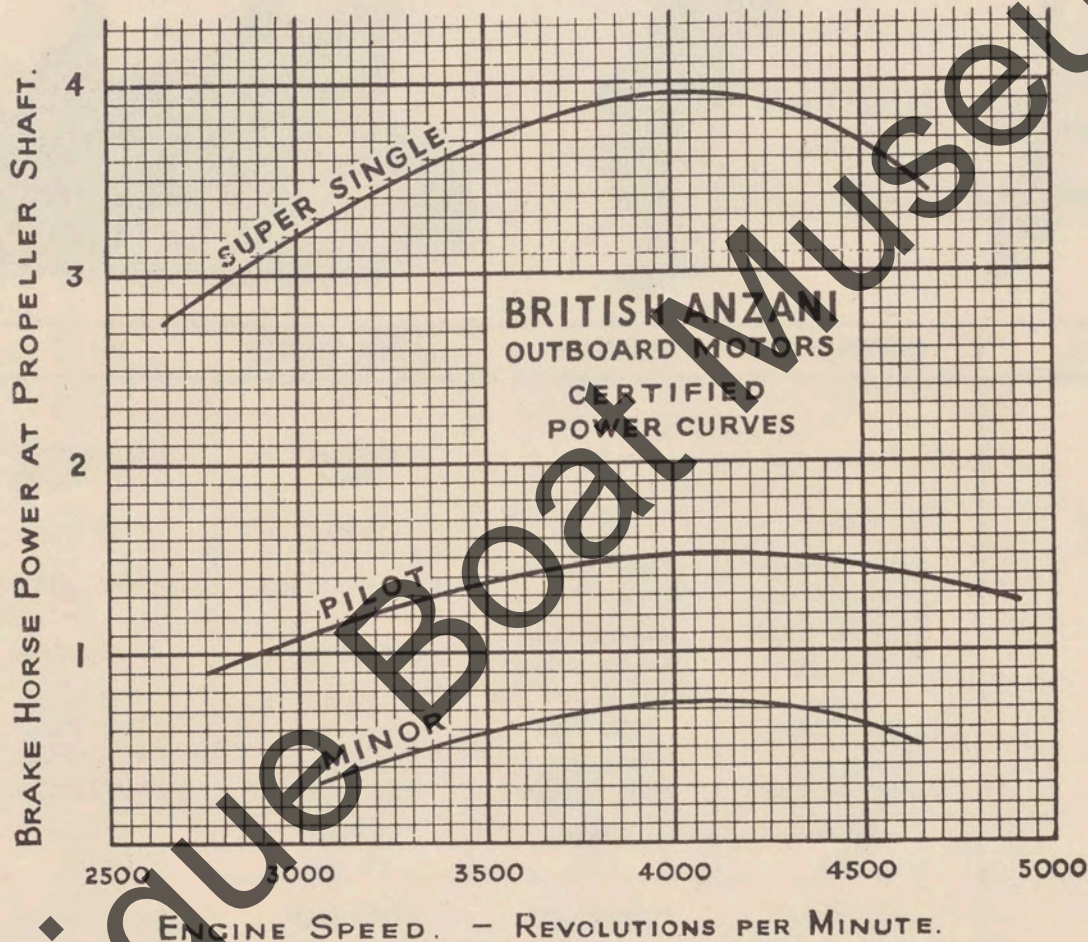 BRAKE HORSE POWER AT PROPELLER SHAFT.
4
3
2
1
SUPER SINGLE
BRITISH ANZANI
OUTBOARD MOTORS
CERTIFIED
POWER CURVES
PILOT
MINOR
2500 3000 3500 4000 4500 5000
ENGINE SPEED. – REVOLUTIONS PER MINUTE.
Boat